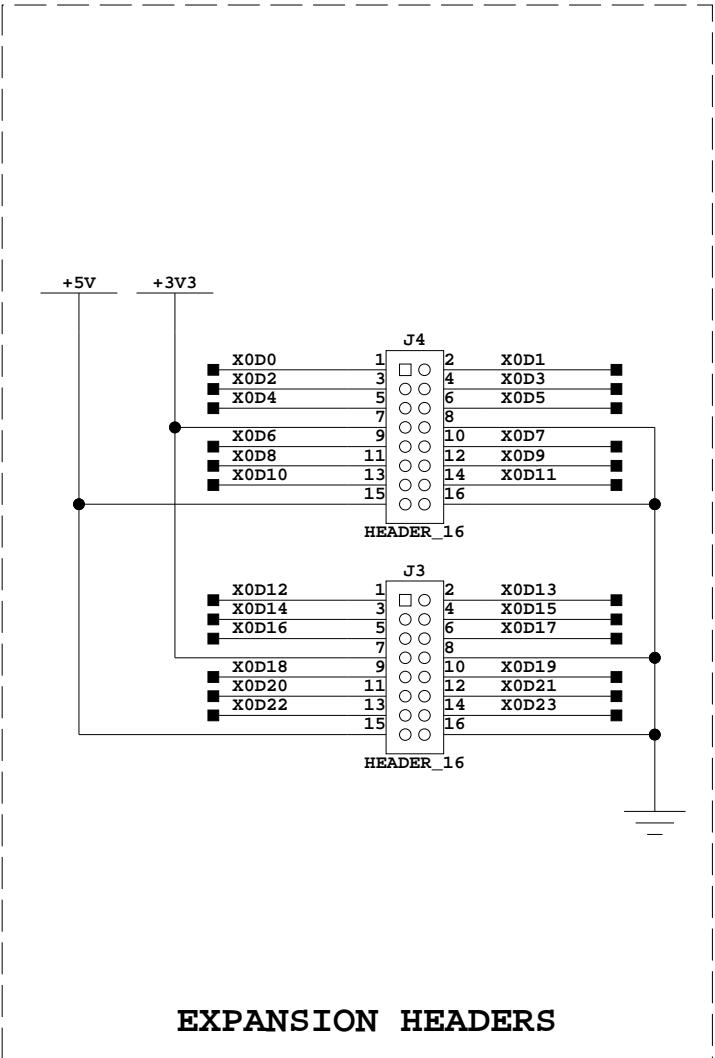 +5V +3V3
J4
X0D0 1 2 X0D1
X0D2 3 4 X0D3
X0D4 5 6 X0D5
7 8
X0D6 9 10 X0D7
X0D8 11 12 X0D9
X0D10 13 14 X0D11
15 16
HEADER_16
J3
X0D12 1 2 X0D13
X0D14 3 4 X0D15
X0D16 5 6 X0D17
7 8
X0D18 9 10 X0D19
X0D20 11 12 X0D21
X0D22 13 14 X0D23
15 16
HEADER_16
EXPANSION HEADERS